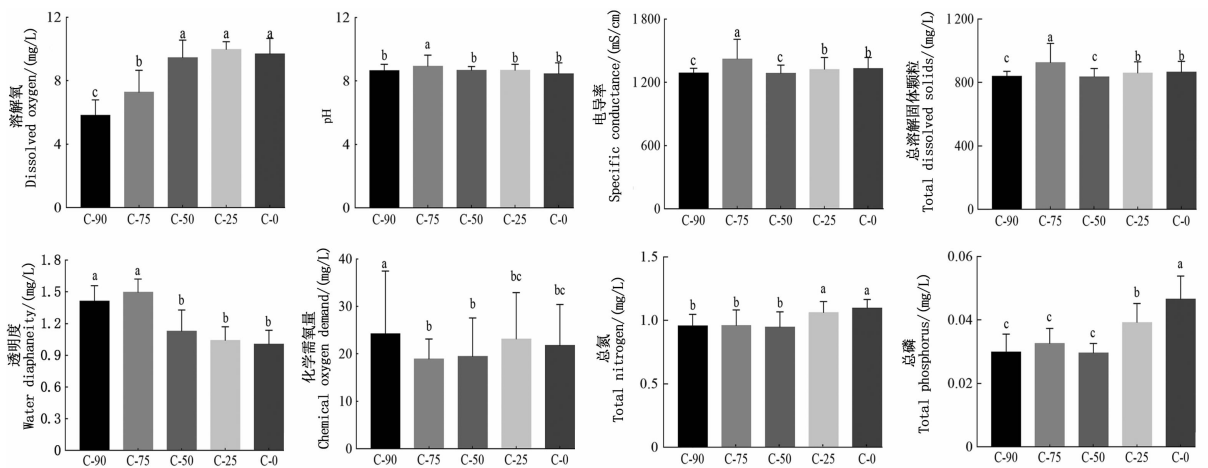 溶解氧
Dissolved oxygen/(mg/L)
12
8
4
0
c
b
a
a
a
C-90
C-75
C-50
C-25
C-0
pH
12
8
4
0
b
a
b
b
b
C-90
C-75
C-50
C-25
C-0
电导率
Specific conductance/(mS/cm)
1 800
1200
600
0
c
a
c
b
b
C-90
C-75
C-50
C-25
C-0
总溶解固体颗粒
Total dissolved solids/(mg/L)
1 200
800
400
0
c
a
c
b
b
C-90
C-75
C-50
C-25
C-0
透明度
Water diaphaneity/(mg/L)
1.8
1.5
1.2
0.9
0.6
0.3
0
a
a
b
b
b
C-90
C-75
C-50
C-25
C-0
化学需氧量
Chemical oxygen demand/(mg/L)
40
30
20
10
0
a
b
b
bc
bc
C-90
C-75
C-50
C-25
C-0
总氮
Total nitrogen/(mg/L)
1.5
1.0
0.5
0
b
b
b
a
a
C-90
C-75
C-50
C-25
C-0
总磷
Total phosphorus/(mg/L)
0.06
0.04
0.02
0
c
c
c
b
a
C-90
C-75
C-50
C-25
C-0